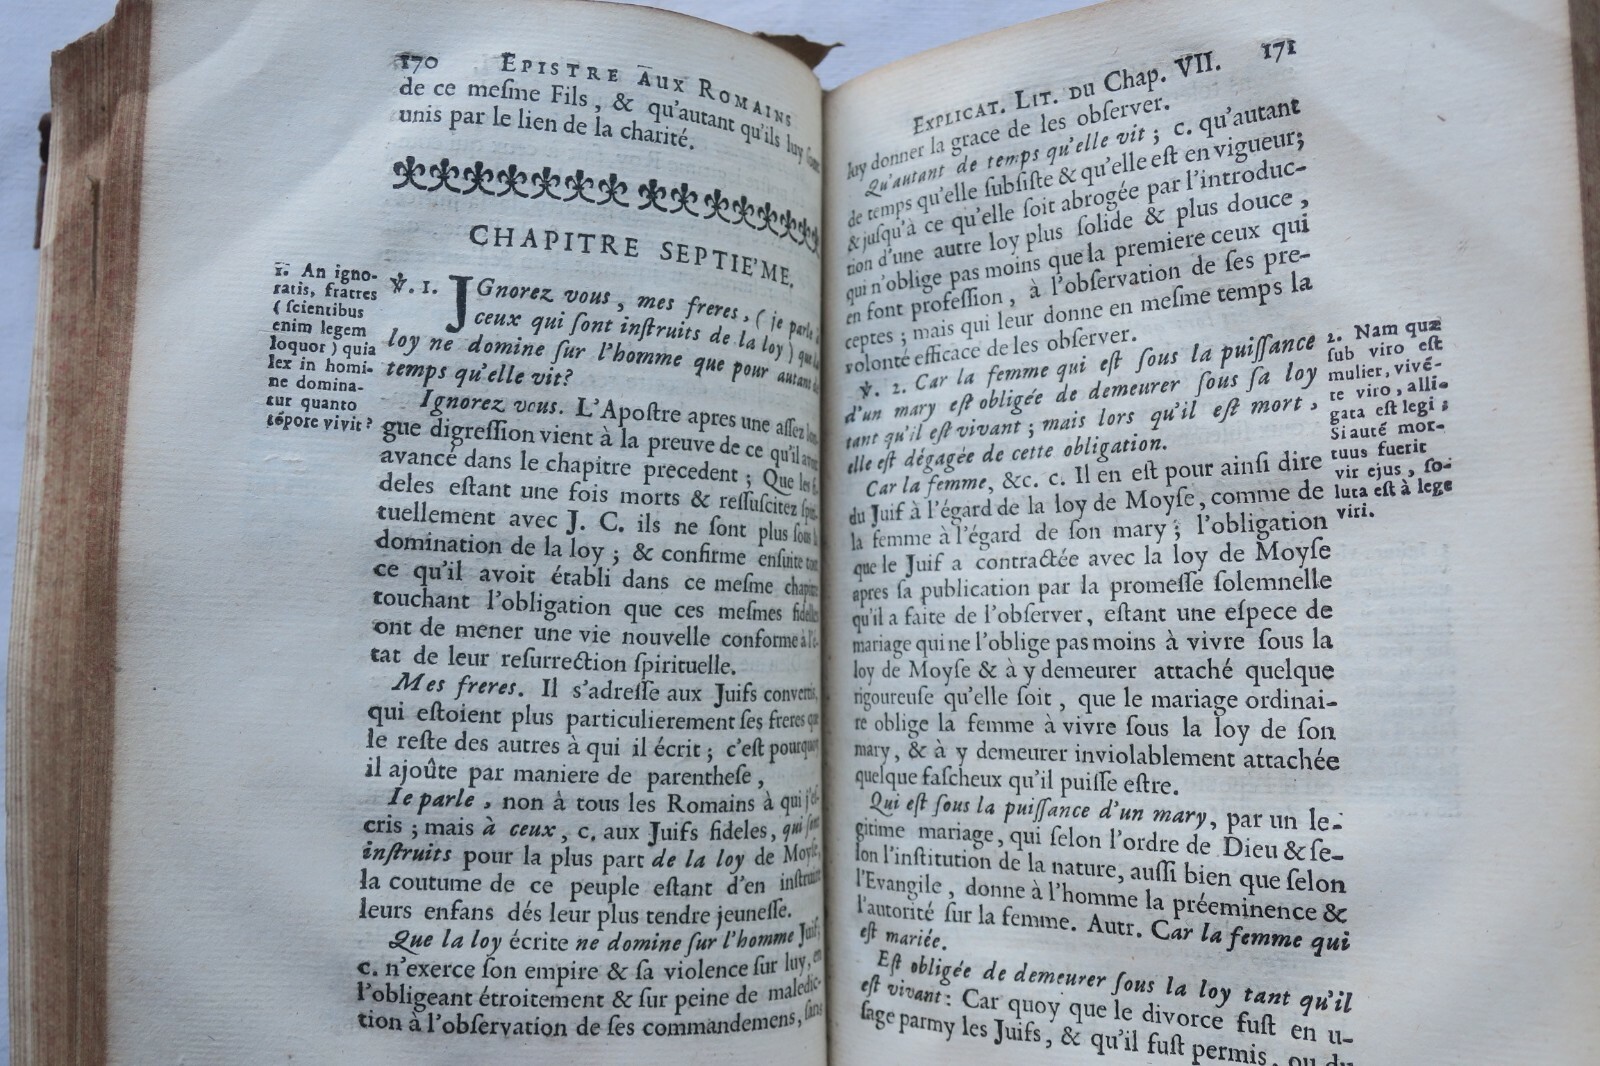 170 EPISTRE AUX ROMAINS
de ce meſme Fils, & qu'autant qu'ils luy ſont
unis par le lien de la charité.
CHAPITRE SEPTIE'ME.
1. An igno-
ratis, fratres
( ſcientibus
enim legem
loquor ) quia
lex in homi-
ne domina-
tur quanto
tēpore vivit?
℣. 1. IGnorez vous, mes freres, ( je parle à
ceux qui ſont inſtruits de la loy ) que la
loy ne domine ſur l'homme que pour autant de
temps qu'elle vit?
Ignorez vous. L'Apoſtre apres une aſſez lon-
gue digreſſion vient à la preuve de ce qu'il avoit
avancé dans le chapitre precedent ; Que les fi-
deles eſtant une fois morts & reſſuſcitez ſpiri-
tuellement avec J. C. ils ne ſont plus ſous la
domination de la loy ; & confirme enſuite tout
ce qu'il avoit établi dans ce meſme chapitre
touchant l'obligation que ces meſmes fidelles
ont de mener une vie nouvelle conforme à l'é-
tat de leur reſurrection ſpirituelle.
Mes freres. Il s'adreſſe aux Juifs convertis,
qui eſtoient plus particulierement ſes freres que
le reſte des autres à qui il écrit ; c'eſt pourquoy
il ajoûte par maniere de parentheſe,
Ie parle, non à tous les Romains à qui j'é-
cris ; mais à ceux, c. aux Juifs fideles, qui ſont
inſtruits pour la plus part de la loy de Moyſe,
la coutume de ce peuple eſtant d'en inſtruire
leurs enfans dés leur plus tendre jeuneſſe.
Que la loy écrite ne domine ſur l'homme Juif;
c. n'exerce ſon empire & ſa violence ſur luy, en
l'obligeant étroitement & ſur peine de maledic-
tion à l'obſervation de ſes commandemens, ſans
EXPLICAT. LIT. DU Chap. VII. 171
luy donner la grace de les obſerver.
Qu'autant de temps qu'elle vit ; c. qu'autant
de temps qu'elle ſubſiſte & qu'elle eſt en vigueur;
& juſqu'à ce qu'elle ſoit abrogée par l'introduc-
tion d'une autre loy plus ſolide & plus douce,
qui n'oblige pas moins que la premiere ceux qui
en font profeſſion, à l'obſervation de ſes pre-
ceptes ; mais qui leur donne en meſme temps la
volonté efficace de les obſerver.
℣. 2. Car la femme qui eſt ſous la puiſſance
d'un mary eſt obligée de demeurer ſous ſa loy
tant qu'il eſt vivant ; mais lors qu'il eſt mort,
elle eſt dégagée de cette obligation.
2. Nam quæ
ſub viro eſt
mulier, vivē-
te viro, alli-
gata eſt legi ;
Si auté mor-
tuus fuerit
vir ejus, ſo-
luta eſt à lege
viri.
Car la femme, &c. c. Il en eſt pour ainſi dire
du Juif à l'égard de la loy de Moyſe, comme de
la femme à l'égard de ſon mary ; l'obligation
que le Juif a contractée avec la loy de Moyſe
apres ſa publication par la promeſſe ſolemnelle
qu'il a faite de l'obſerver, eſtant une eſpece de
mariage qui ne l'oblige pas moins à vivre ſous la
loy de Moyſe & à y demeurer attaché quelque
rigoureuſe qu'elle ſoit, que le mariage ordinai-
re oblige la femme à vivre ſous la loy de ſon
mary, & à y demeurer inviolablement attachée
quelque faſcheux qu'il puiſſe eſtre.
Qui eſt ſous la puiſſance d'un mary, par un le-
gitime mariage, qui ſelon l'ordre de Dieu & ſe-
lon l'inſtitution de la nature, auſſi bien que ſelon
l'Evangile, donne à l'homme la préeminence &
l'autorité ſur la femme. Autr. Car la femme qui
eſt mariée.
Eſt obligée de demeurer ſous la loy tant qu'il
eſt vivant : Car quoy que le divorce fuſt en u-
ſage parmy les Juifs, & qu'il fuſt permis, ou du